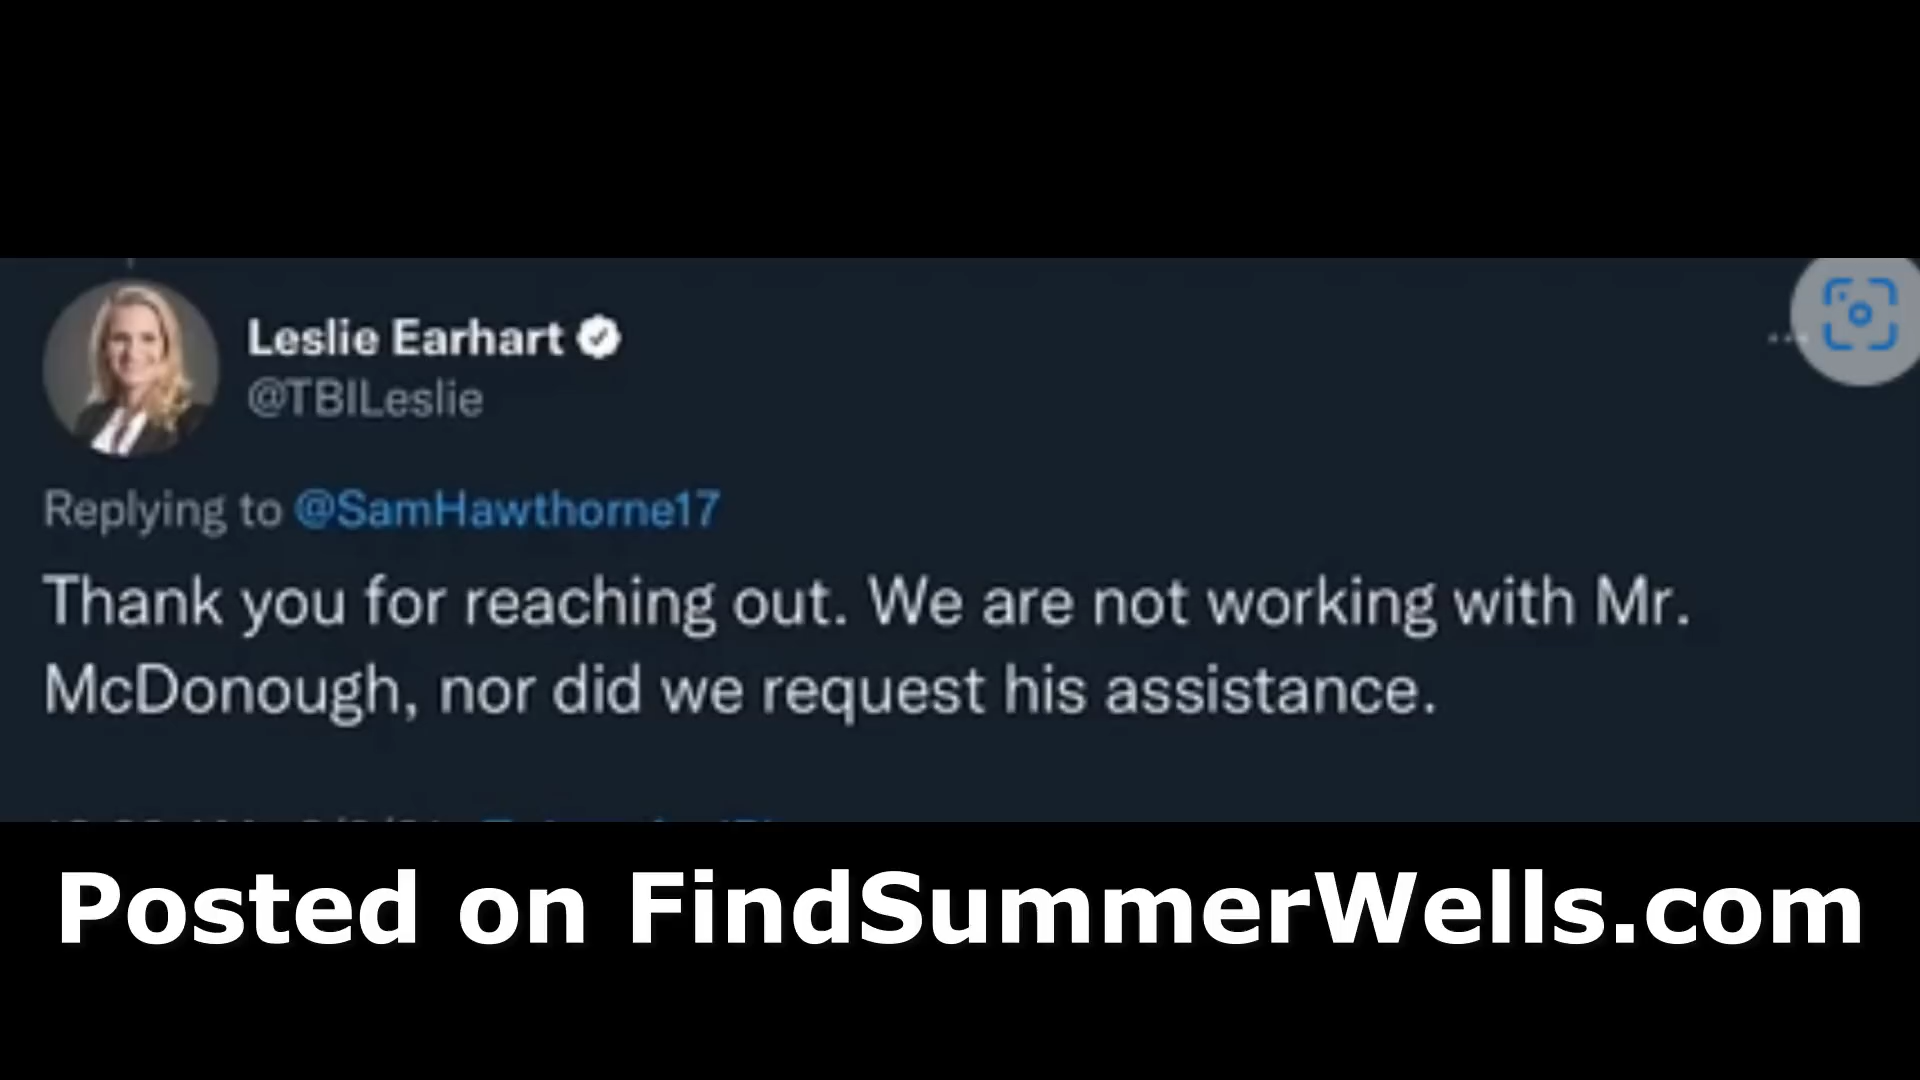 Leslie Earhart
@TBILeslie
Replying to @SamHawthorne17
Thank you for reaching out. We are not working with Mr.
McDonough, nor did we request his assistance.
Posted on FindSummerWells.com